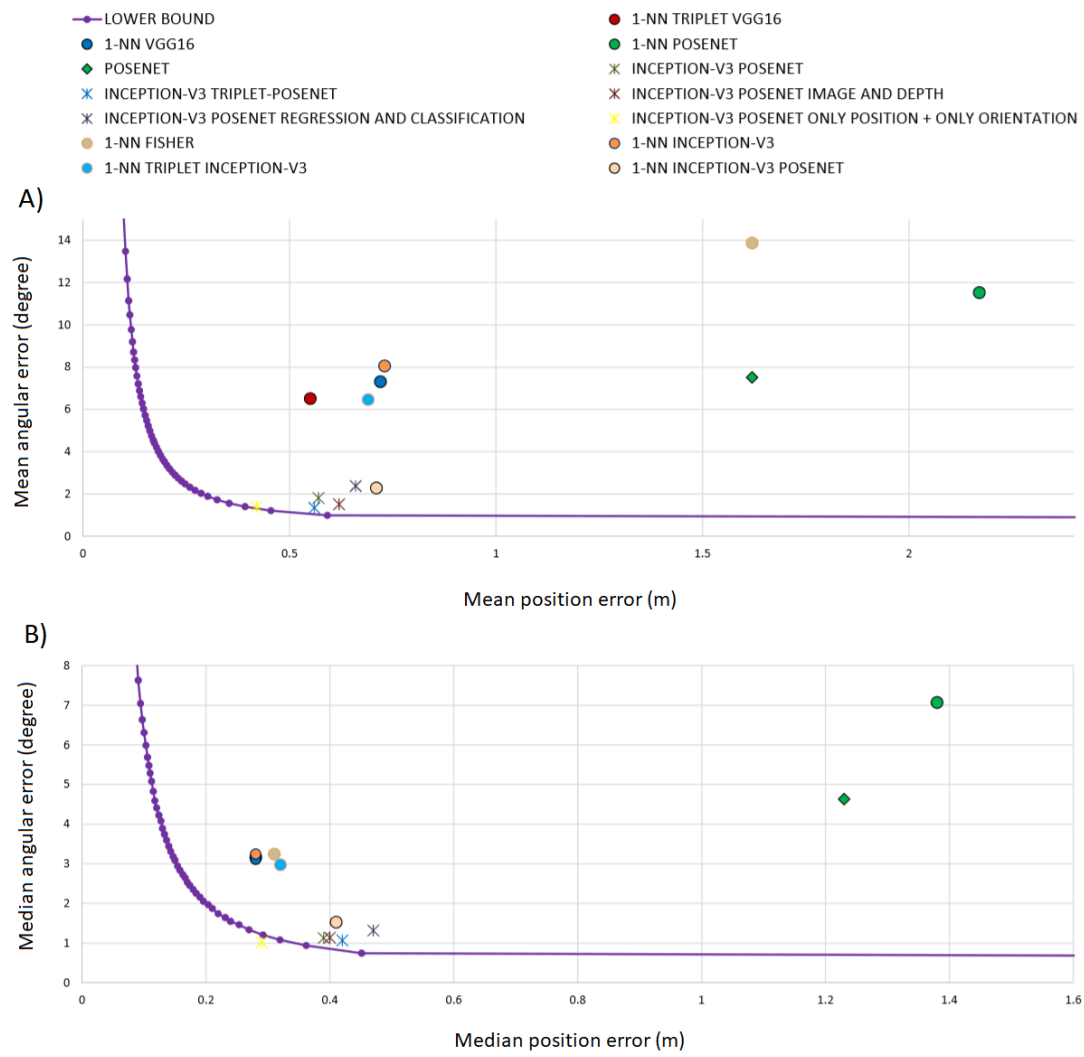 LOWER BOUND
1-NN TRIPLET VGG16
1-NN VGG16
1-NN POSENET
POSENET
INCEPTION-V3 POSENET
INCEPTION-V3 TRIPLET-POSENET
INCEPTION-V3 POSENET IMAGE AND DEPTH
INCEPTION-V3 POSENET REGRESSION AND CLASSIFICATION
INCEPTION-V3 POSENET ONLY POSITION + ONLY ORIENTATION
1-NN FISHER
1-NN INCEPTION-V3
1-NN TRIPLET INCEPTION-V3
1-NN INCEPTION-V3 POSENET
A)
Mean angular error (degree)
14
12
10
8
6
4
2
0
0 0.5 1 1.5 2
Mean position error (m)
B)
Median angular error (degree)
8
7
6
5
4
3
2
1
0
0 0.2 0.4 0.6 0.8 1 1.2 1.4 1.6
Median position error (m)